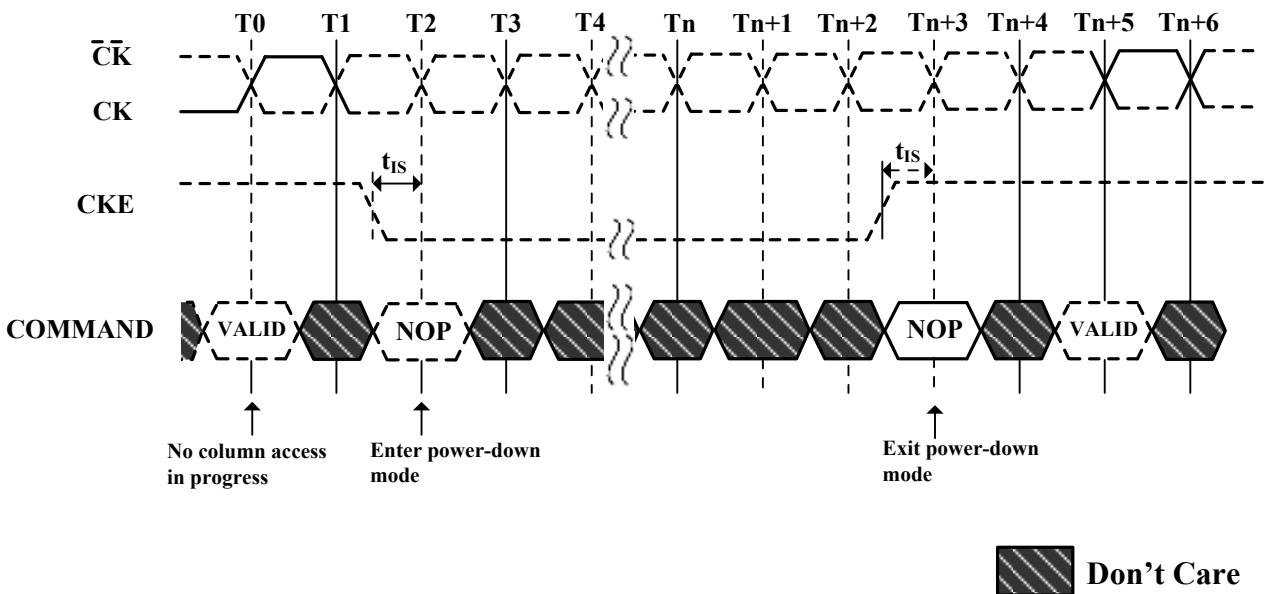 T0 T1 T2 T3 T4 Tn Tn+1 Tn+2 Tn+3 Tn+4 Tn+5 Tn+6
C̅K̅
CK
tIS tIS
CKE
COMMAND VALID NOP NOP VALID
No column access
in progress
Enter power-down
mode
Exit power-down
mode
Don't Care